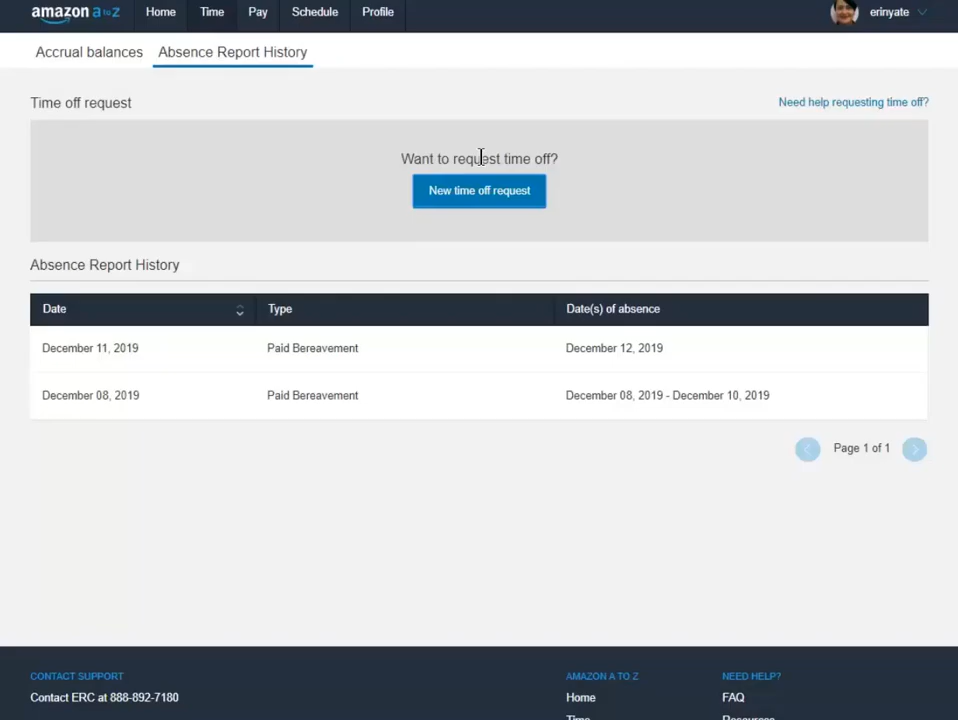 amazon a to z Home Time Pay Schedule Profile erinyate
Accrual balances Absence Report History
Time off request Need help requesting time off?
Want to request time off?
New time off request
Absence Report History
Date Type Date(s) of absence
December 11, 2019 Paid Bereavement December 12, 2019
December 08, 2019 Paid Bereavement December 08, 2019 - December 10, 2019
Page 1 of 1
CONTACT SUPPORT AMAZON A TO Z NEED HELP?
Contact ERC at 888-892-7180 Home FAQ
Time Resources